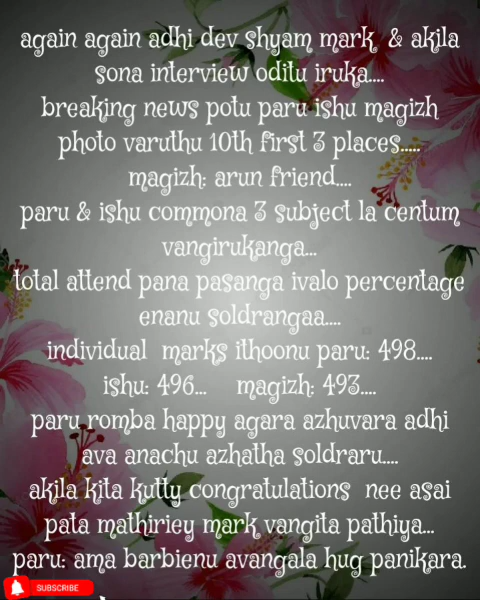 again again adhi dev shyam mark & akila
sona interview oditu iruka....
breaking news potu paru ishu magizh
photo varuthu 10th first 3 places.....
magizh: arun friend....
paru & ishu commona 3 subject la centum
vangirukanga...
total attend pana pasanga ivalo percentage
enanu soldrangaa....
individual marks ithoonu paru: 498....
ishu: 496... magizh: 493....
paru romba happy agara azhuvara adhi
ava anachu azhatha soldraru....
akila kita kutty congratulations nee asai
pata mathiriey mark vangita pathiya...
paru: ama barbienu avangala hug panikara.
SUBSCRIBE